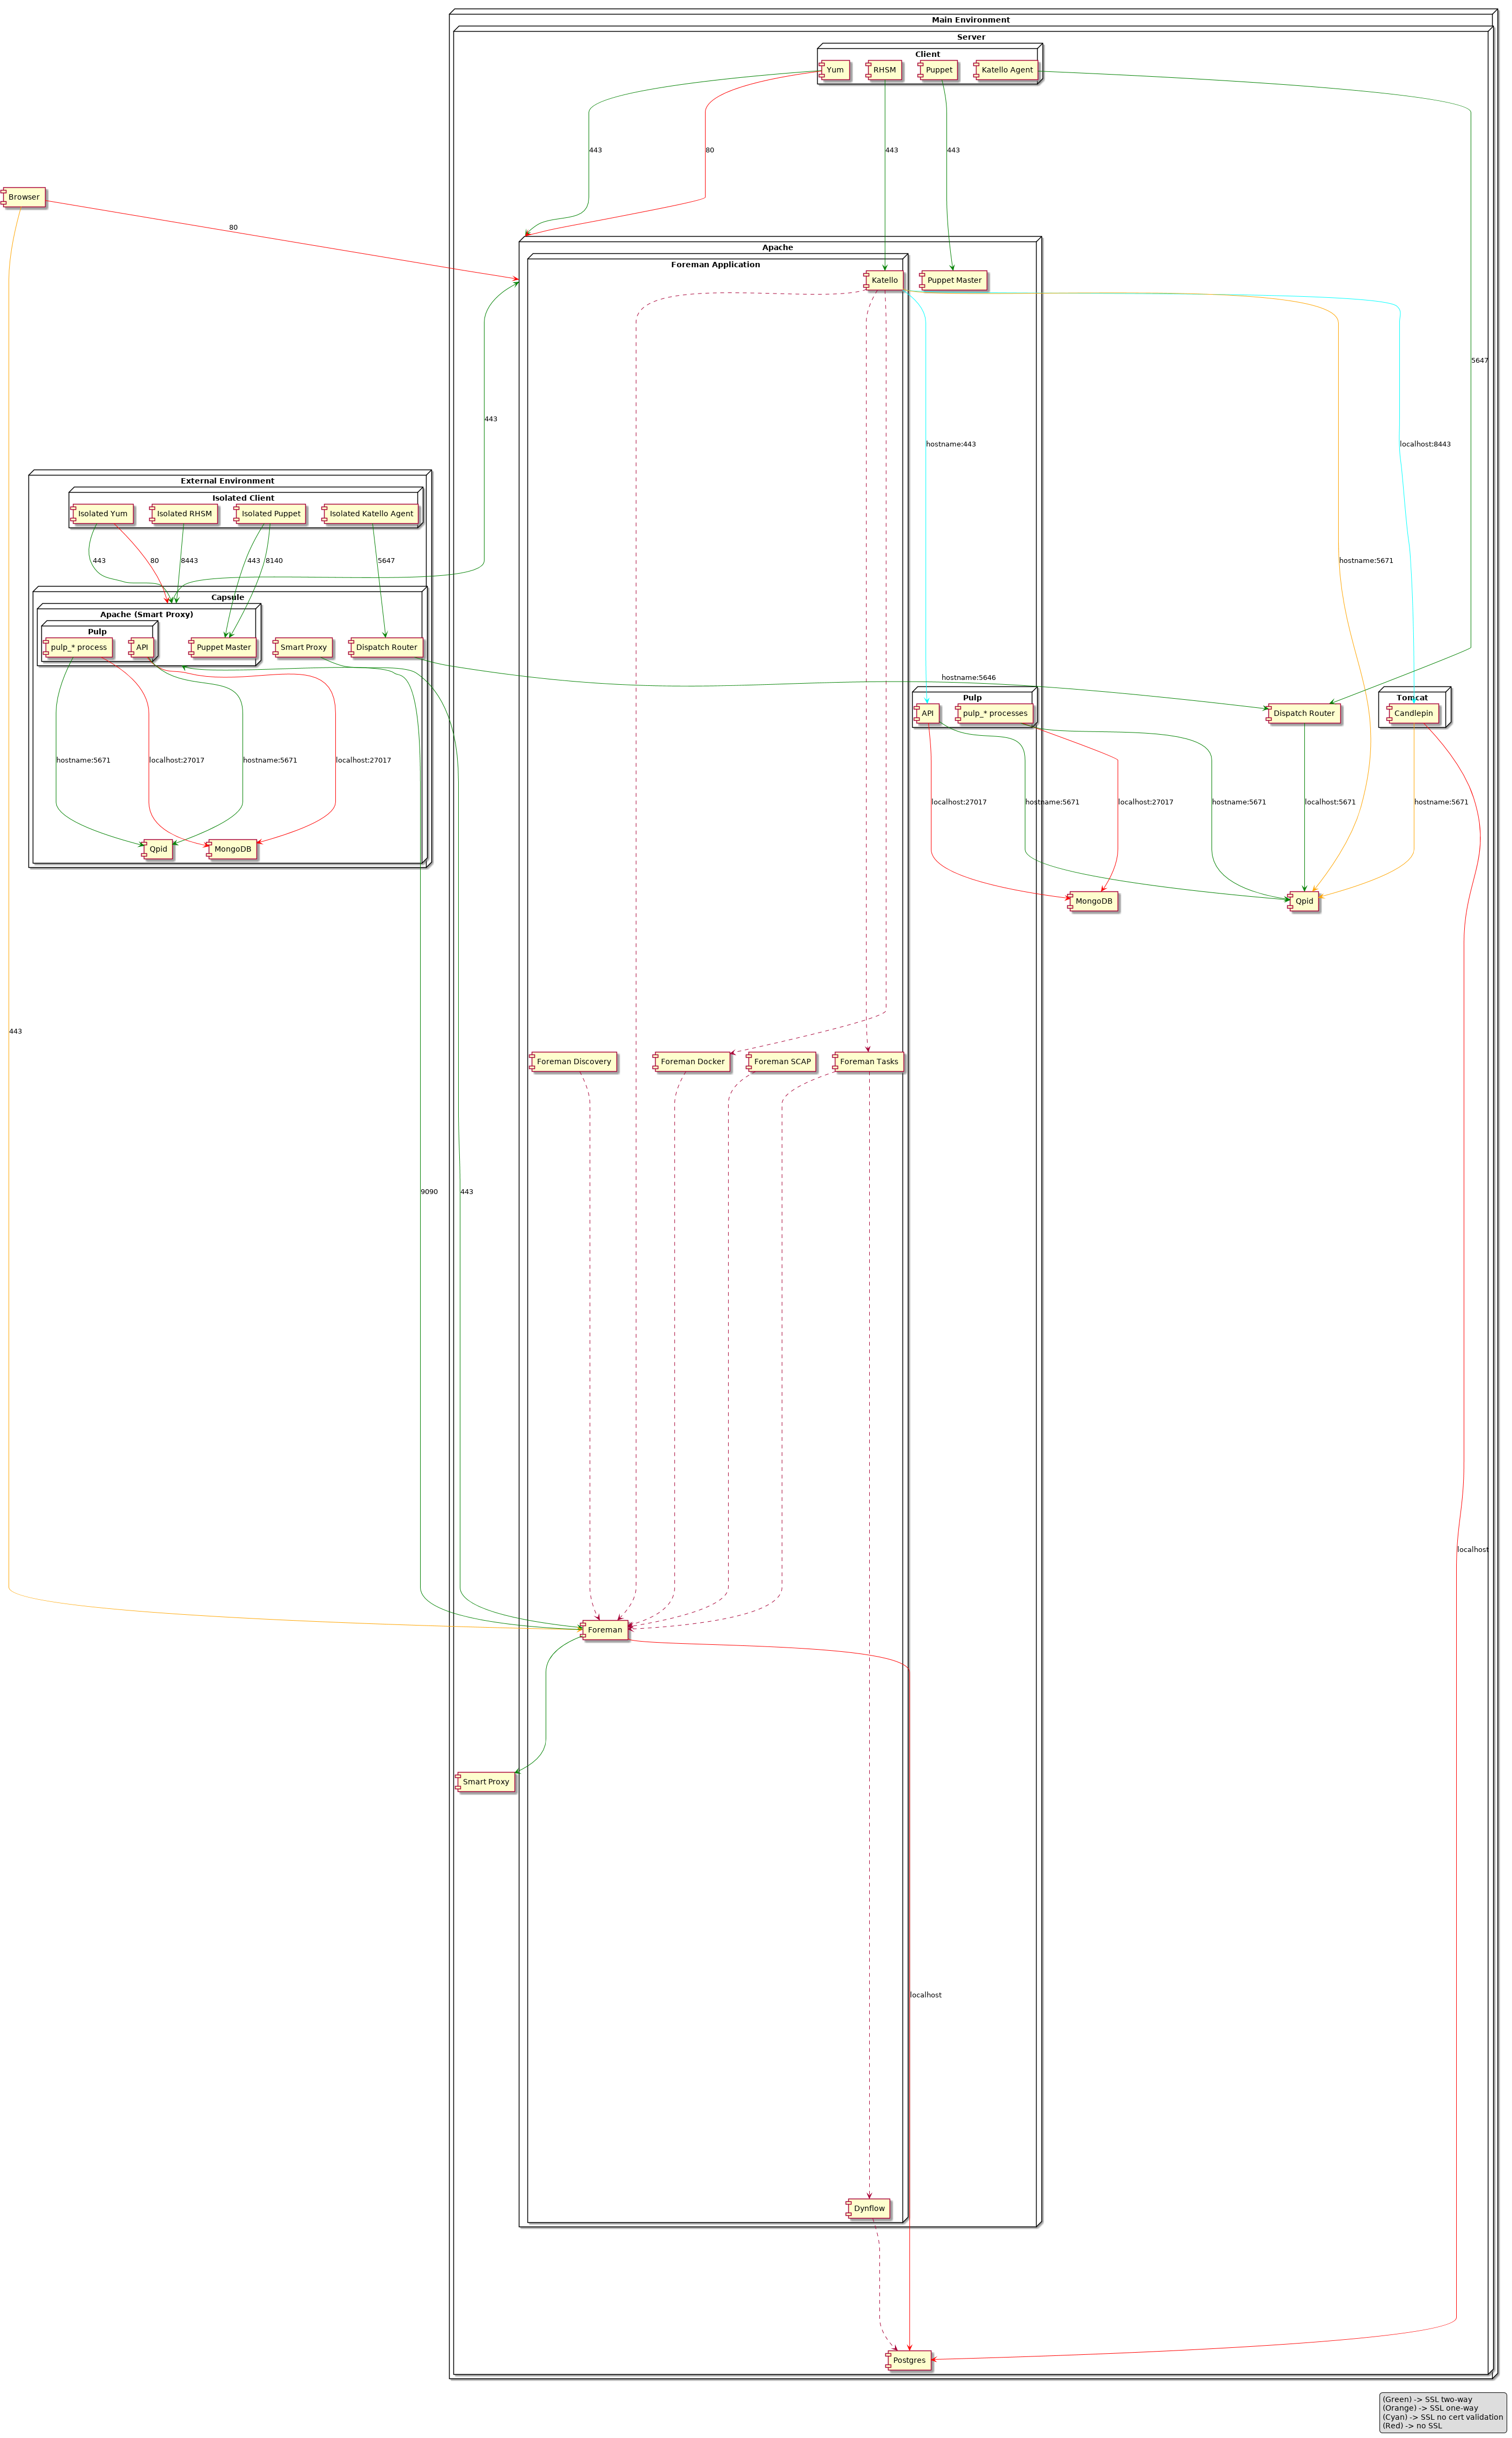 Main Environment
Server
Client
Yum
RHSM
Puppet
Katello Agent
443
80
443
443
Browser
80
Apache
Foreman Application
Katello
Puppet Master
5647
443
hostname:443
localhost:8443
External Environment
Isolated Client
Isolated Yum
Isolated RHSM
Isolated Puppet
Isolated Katello Agent
443
80
8443
443
8140
5647
hostname:5671
Capsule
Apache (Smart Proxy)
Pulp
pulp_* process
API
Puppet Master
Smart Proxy
Dispatch Router
hostname:5646
Pulp
API
pulp_* processes
Dispatch Router
Tomcat
Candlepin
hostname:5671
localhost:27017
hostname:5671
localhost:27017
localhost:27017
hostname:5671
localhost:27017
hostname:5671
localhost:5671
hostname:5671
Qpid
MongoDB
MongoDB
Qpid
443
Foreman Discovery
Foreman Docker
Foreman SCAP
Foreman Tasks
9090
443
localhost
Foreman
Smart Proxy
localhost
Dynflow
Postgres
(Green) -> SSL two-way
(Orange) -> SSL one-way
(Cyan) -> SSL no cert validation
(Red) -> no SSL